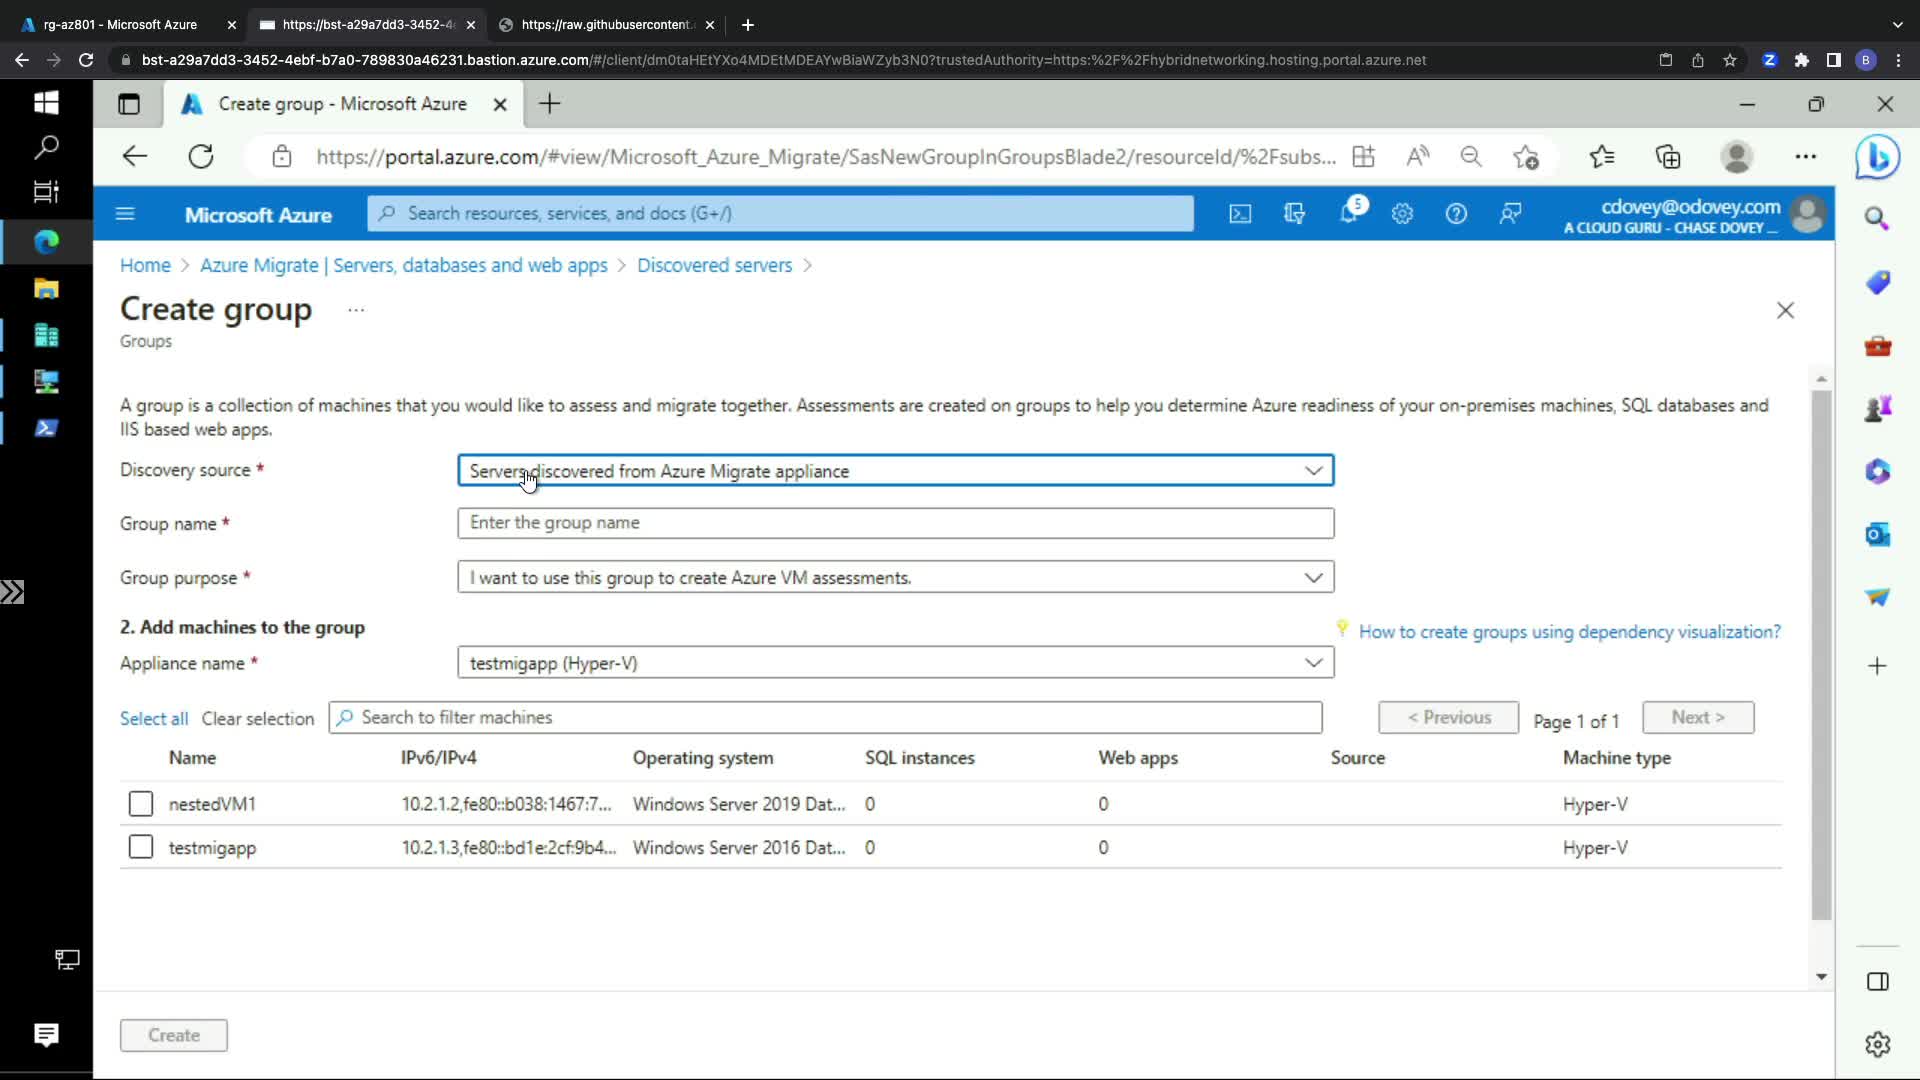 rg-az801 - Microsoft Azure
https://bst-a29a7dd3-3452-4e
https://raw.githubusercontent.
bst-a29a7dd3-3452-4ebf-b7a0-789830a46231.bastion.azure.com/#/client/dm0taHEtYXo4MDEtMDEAYwBiaWZyb3N0?trustedAuthority=https:%2F%2Fhybridnetworking.hosting.portal.azure.net
B
Create group - Microsoft Azure
https://portal.azure.com/#view/Microsoft_Azure_Migrate/SasNewGroupInGroupsBlade2/resourceId/%2Fsubs...
Microsoft Azure
Search resources, services, and docs (G+/)
5
cdovey@odovey.com
A CLOUD GURU - CHASE DOVEY ...
Home > Azure Migrate | Servers, databases and web apps > Discovered servers >
Create group ...
Groups
A group is a collection of machines that you would like to assess and migrate together. Assessments are created on groups to help you determine Azure readiness of your on-premises machines, SQL databases and
IIS based web apps.
Discovery source * Servers discovered from Azure Migrate appliance
Group name * Enter the group name
Group purpose * I want to use this group to create Azure VM assessments.
2. Add machines to the group
How to create groups using dependency visualization?
Appliance name * testmigapp (Hyper-V)
Select all Clear selection Search to filter machines < Previous Page 1 of 1 Next >
Name IPv6/IPv4 Operating system SQL instances Web apps Source Machine type
nestedVM1 10.2.1.2,fe80::b038:1467:7... Windows Server 2019 Dat... 0 0 Hyper-V
testmigapp 10.2.1.3,fe80::bd1e:2cf:9b4... Windows Server 2016 Dat... 0 0 Hyper-V
Create